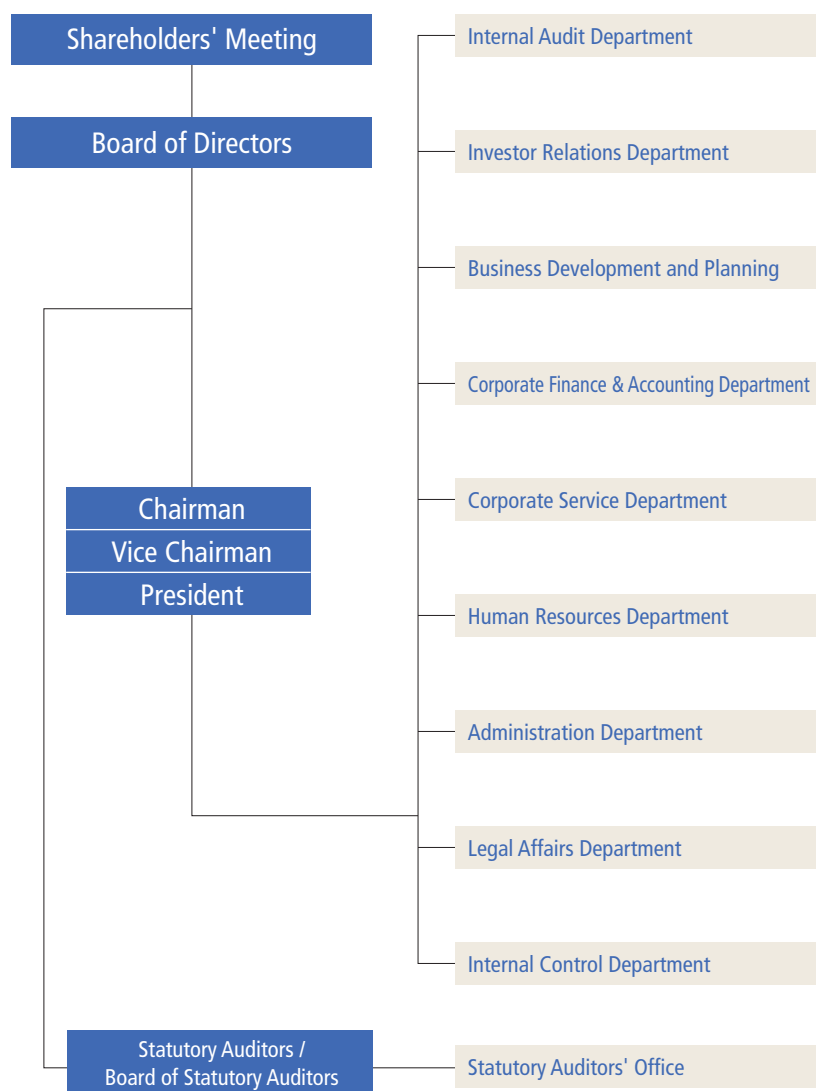 Shareholders' Meeting
Board of Directors
Chairman
Vice Chairman
President
Statutory Auditors /
Board of Statutory Auditors
Internal Audit Department
Investor Relations Department
Business Development and Planning
Corporate Finance & Accounting Department
Corporate Service Department
Human Resources Department
Administration Department
Legal Affairs Department
Internal Control Department
Statutory Auditors' Office